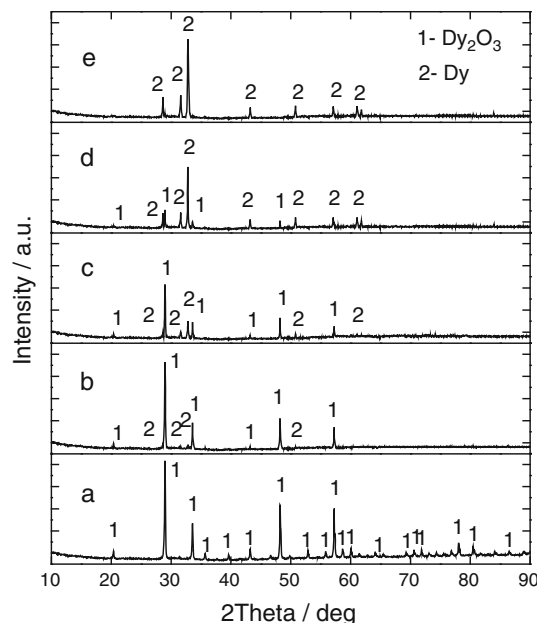 e 2 2 2 2 2 2 2 1- Dy₂O₃
2- Dy
d 1 2 1 2 2 1 2 1 2 2 2
c 1 2 1 2 2 1 1 1 2 1 2
b 1 2 1 2 2 1 1 1 2 1
a 1 1 1 1 1 1 1 1 1 1 1 1 1 1 1 1 1 1 1
Intensity / a.u.
10 20 30 40 50 60 70 80 90
2Theta / deg